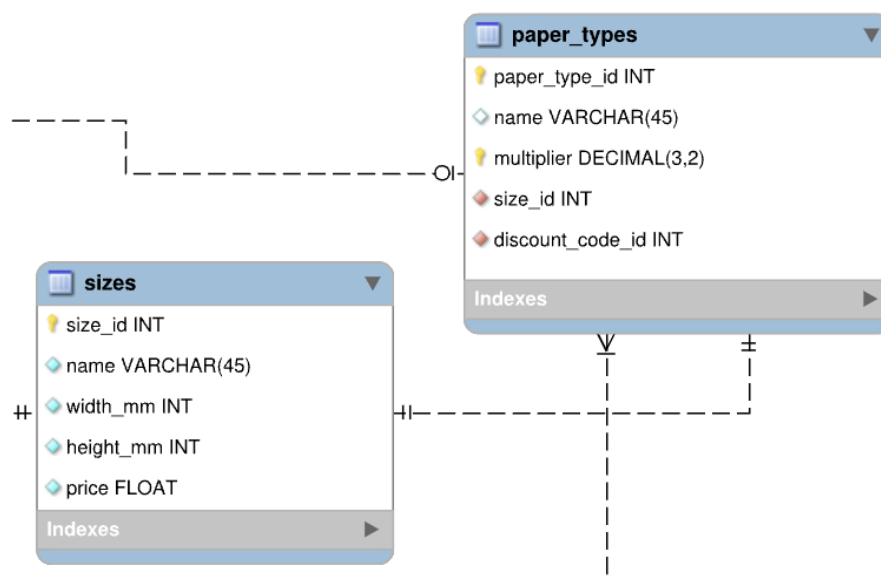 paper_types
paper_type_id INT
name VARCHAR(45)
multiplier DECIMAL(3,2)
size_id INT
discount_code_id INT
Indexes
sizes
size_id INT
name VARCHAR(45)
width_mm INT
height_mm INT
price FLOAT
Indexes